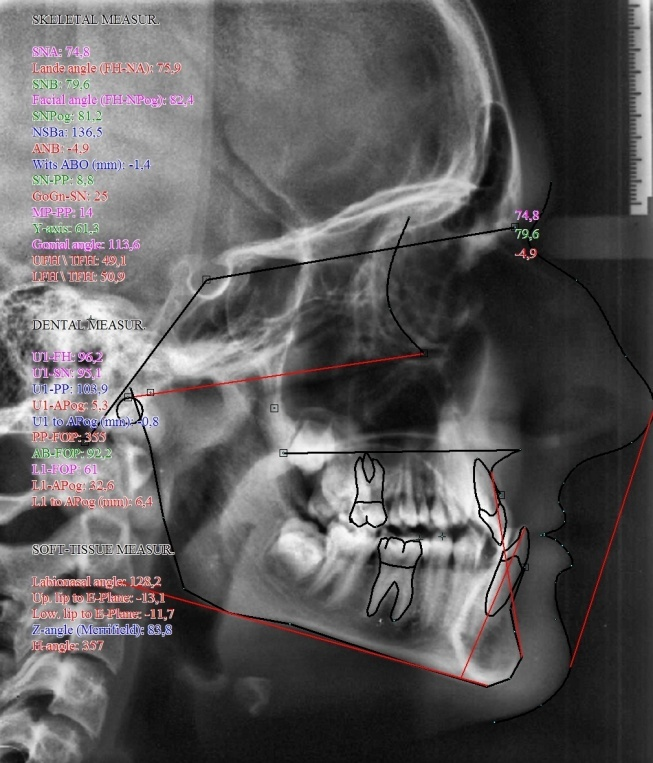 SKELETAL MEASUR.
SNA: 74,8
Lande angle (FH-NA): 75,9
SNB: 79,6
Facial angle (FH-NPog): 82,4
SNPog: 81,2
NSBa: 136,5
ANB: -4,9
Wits ABO (mm): -1,4
SN-PP: 8,8
GoGn-SN: 25
MP-PP: 14
Y-axis: 61,3
Gonial angle: 113,6
UFH \ TFH: 49,1
LFH \ TFH: 50,9
74,8
79,6
-4,9
DENTAL MEASUR.
U1-FH: 96,2
U1-SN: 95,1
U1-PP: 103,9
U1-APog: 5,3
U1 to APog (mm): -0,8
PP-FOP: 355
AB-FOP: 92,2
L1-FOP: 61
L1-APog: 32,6
L1 to APog (mm): 6,4
SOFT-TISSUE MEASUR.
Labionasal angle: 128,2
Up. lip to E-Plane: -13,1
Low. lip to E-Plane: -11,7
Z-angle (Merrifield): 83,8
H-angle: 357